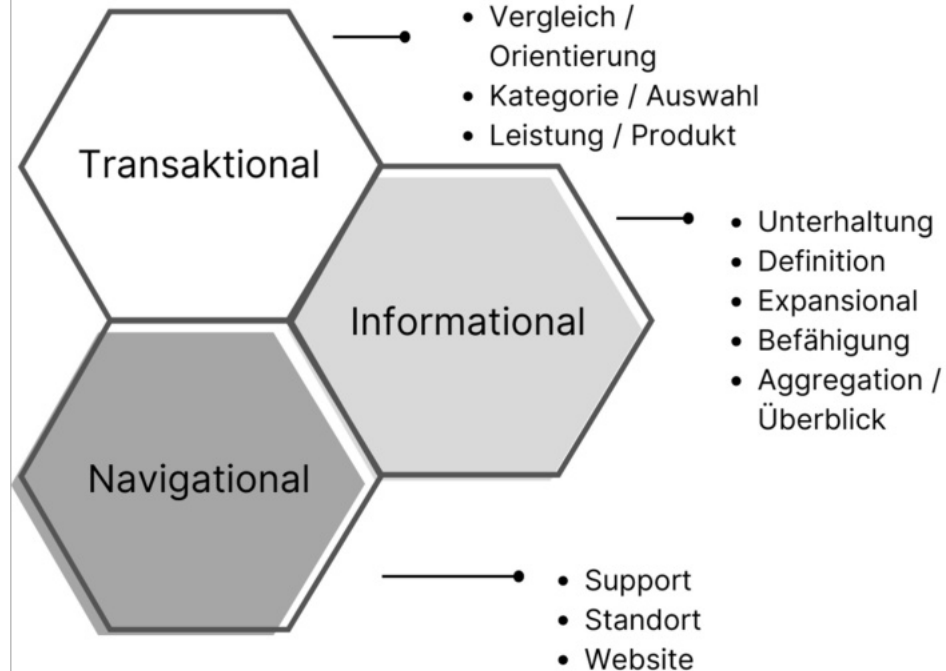 • Vergleich /
Orientierung
• Kategorie / Auswahl
• Leistung / Produkt
Transaktional
• Unterhaltung
• Definition
• Expansional
• Befähigung
• Aggregation /
Überblick
Informational
Navigational
• Support
• Standort
• Website